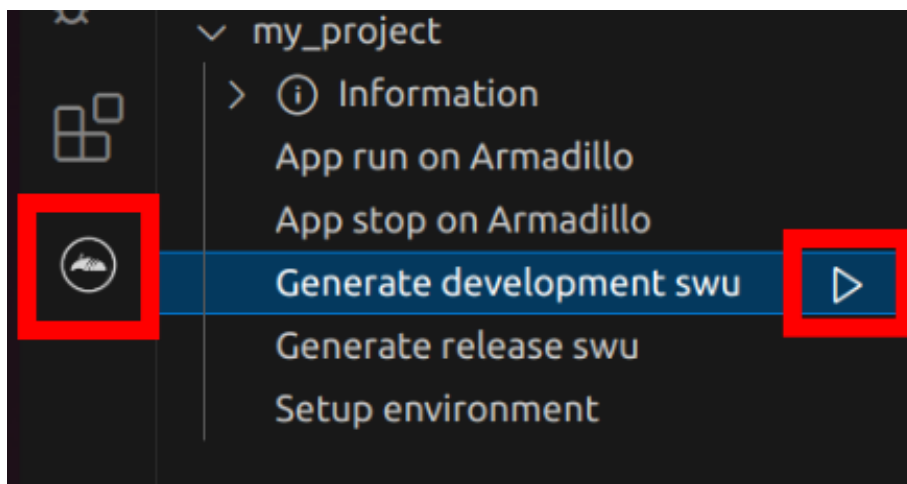 my_project
Information
App run on Armadillo
App stop on Armadillo
Generate development swu
Generate release swu
Setup environment